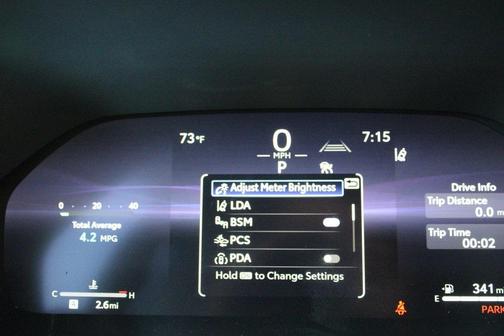 73°F
0
MPH
P
7:15
Adjust Meter Brightness
LDA
BSM
PCS
PDA
Hold OK to Change Settings
0 20 40
Total Average
4.2 MPG
C H
A 2.6mi
Drive Info
Trip Distance
0.0 m
Trip Time
00:02
341 m
E
PARK